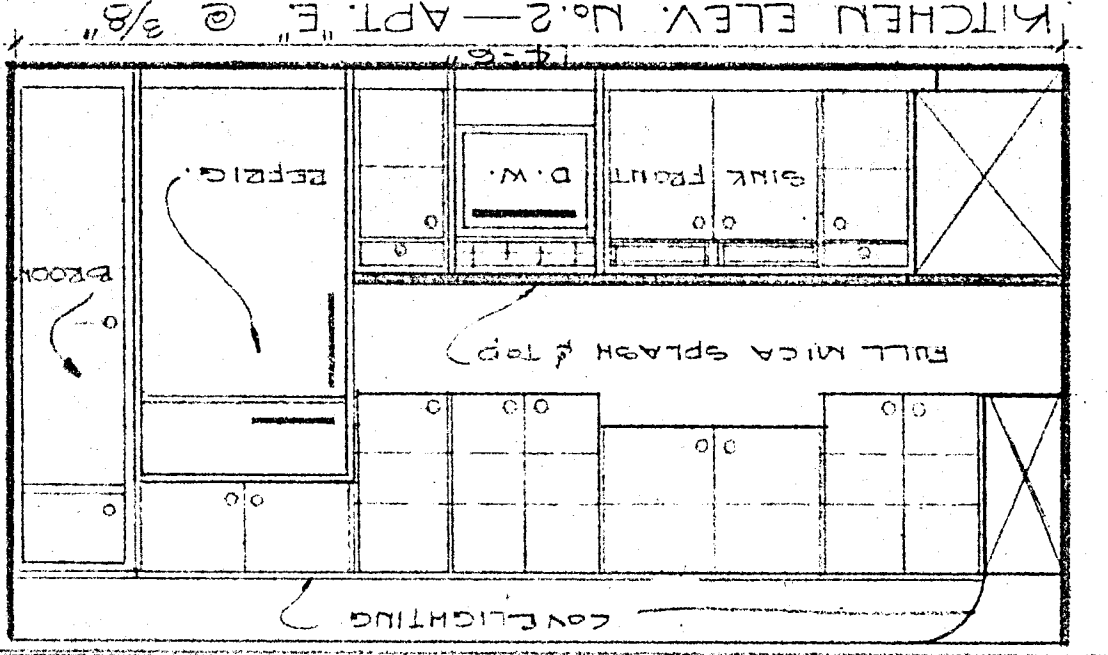 COVE LIGHTING
FULL MICA SPLASH & TOP
BROOM
REFRIG.
D.W.
SINK FRONT
KITCHEN ELEV. No.2 — APT. "E" @ 3/8"